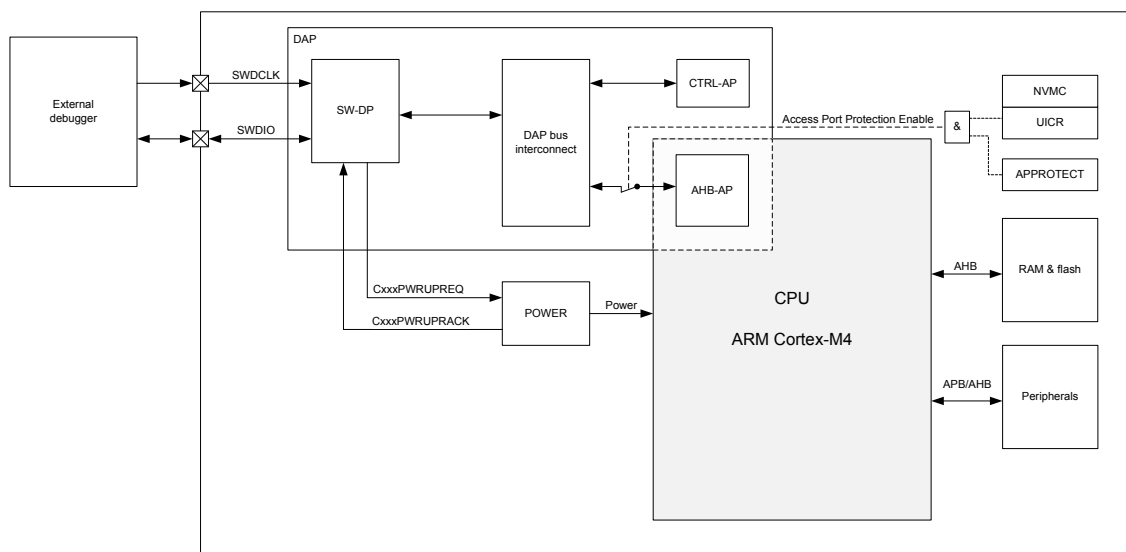 DAP
External
debugger
SWDCLK
SWDIO
SW-DP
DAP bus
interconnect
CTRL-AP
AHB-AP
Access Port Protection Enable
&
NVMC
UICR
APPROTECT
CxxxPWRUPREQ
CxxxPWRUPRACK
POWER
Power
CPU
ARM Cortex-M4
AHB
RAM & flash
APB/AHB
Peripherals